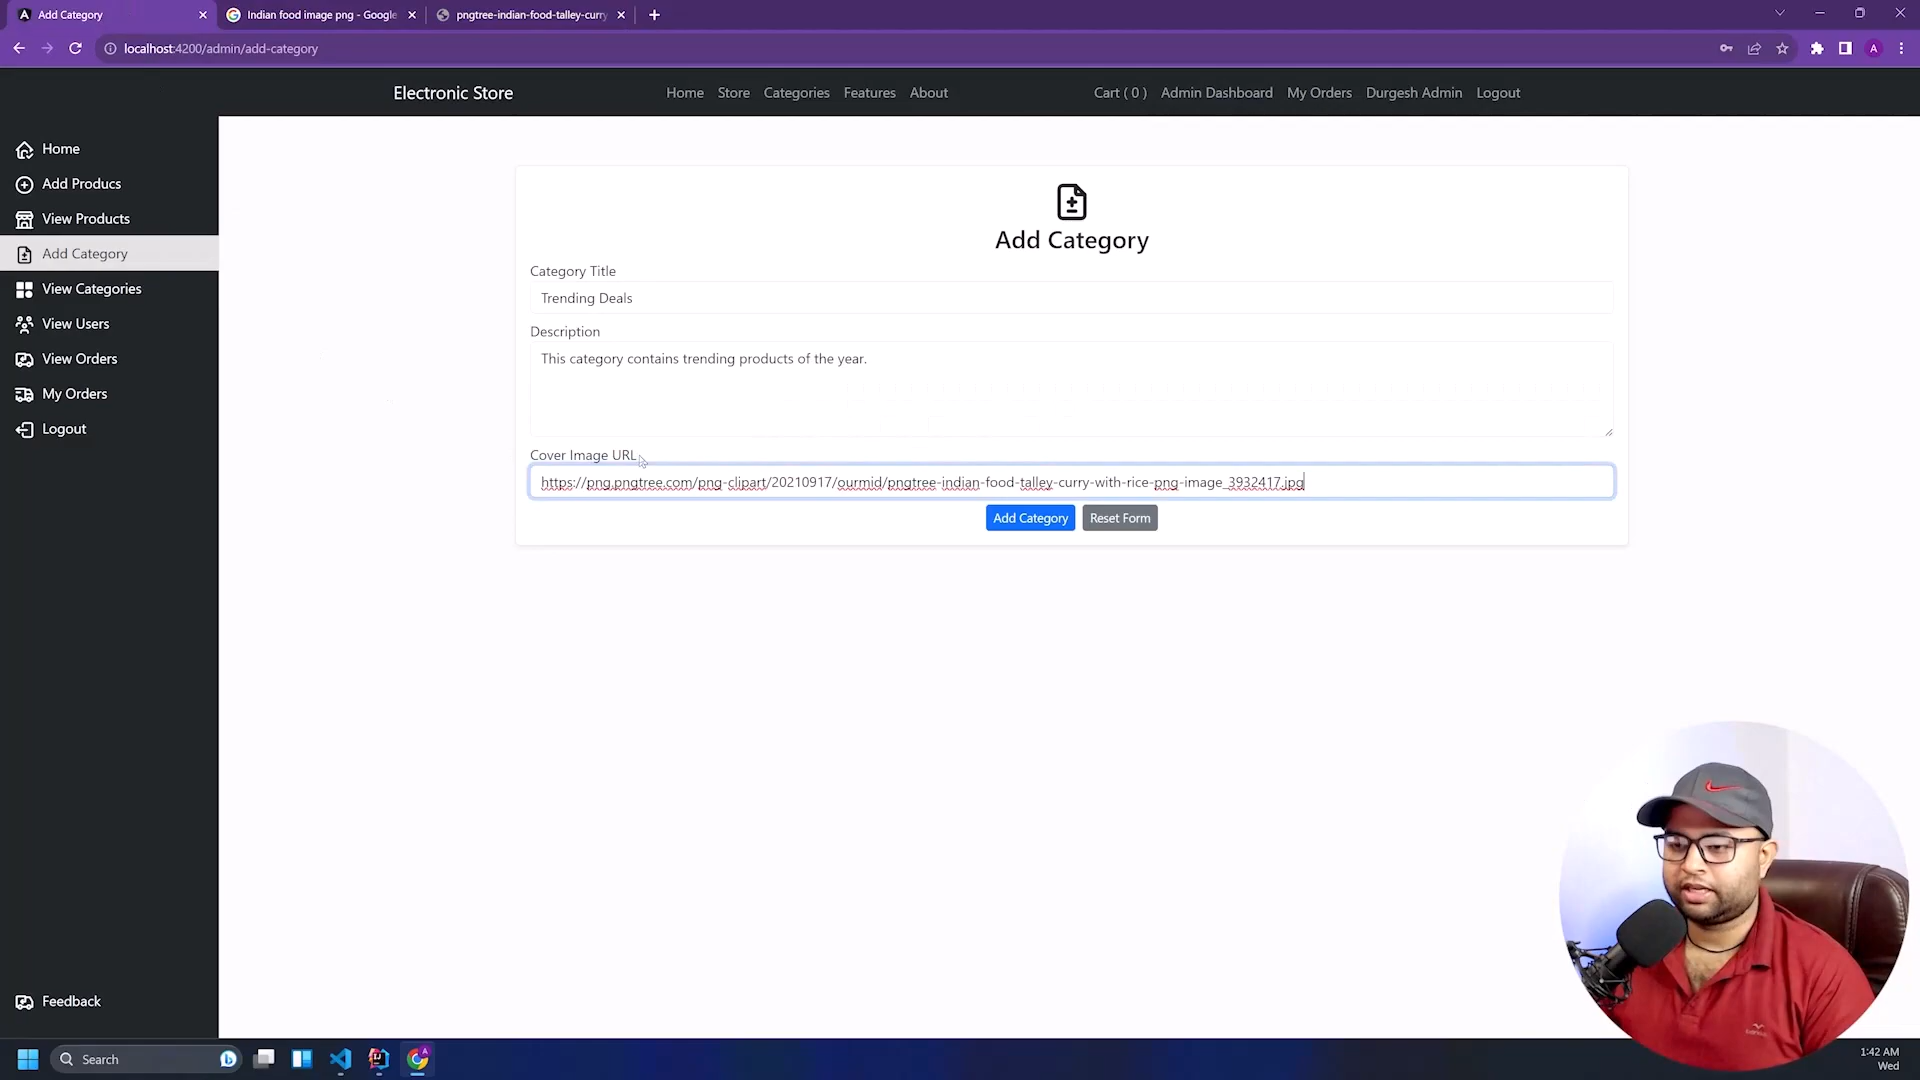 Add Category
Indian food image png - Google
pngtree-indian-food-talley-curry
localhost:4200/admin/add-category
A
Electronic Store
Home Store Categories Features About
Cart ( 0 ) Admin Dashboard My Orders Durgesh Admin Logout
Home
Add Producs
View Products
Add Category
View Categories
View Users
View Orders
My Orders
Logout
Feedback
Add Category
Category Title
Trending Deals
Description
This category contains trending products of the year.
Cover Image URL
https://png.pngtree.com/png-clipart/20210917/ourmid/pngtree-indian-food-talley-curry-with-rice-png-image_3932417.jpg
Add Category Reset Form
Search
1:42 AM
Wed